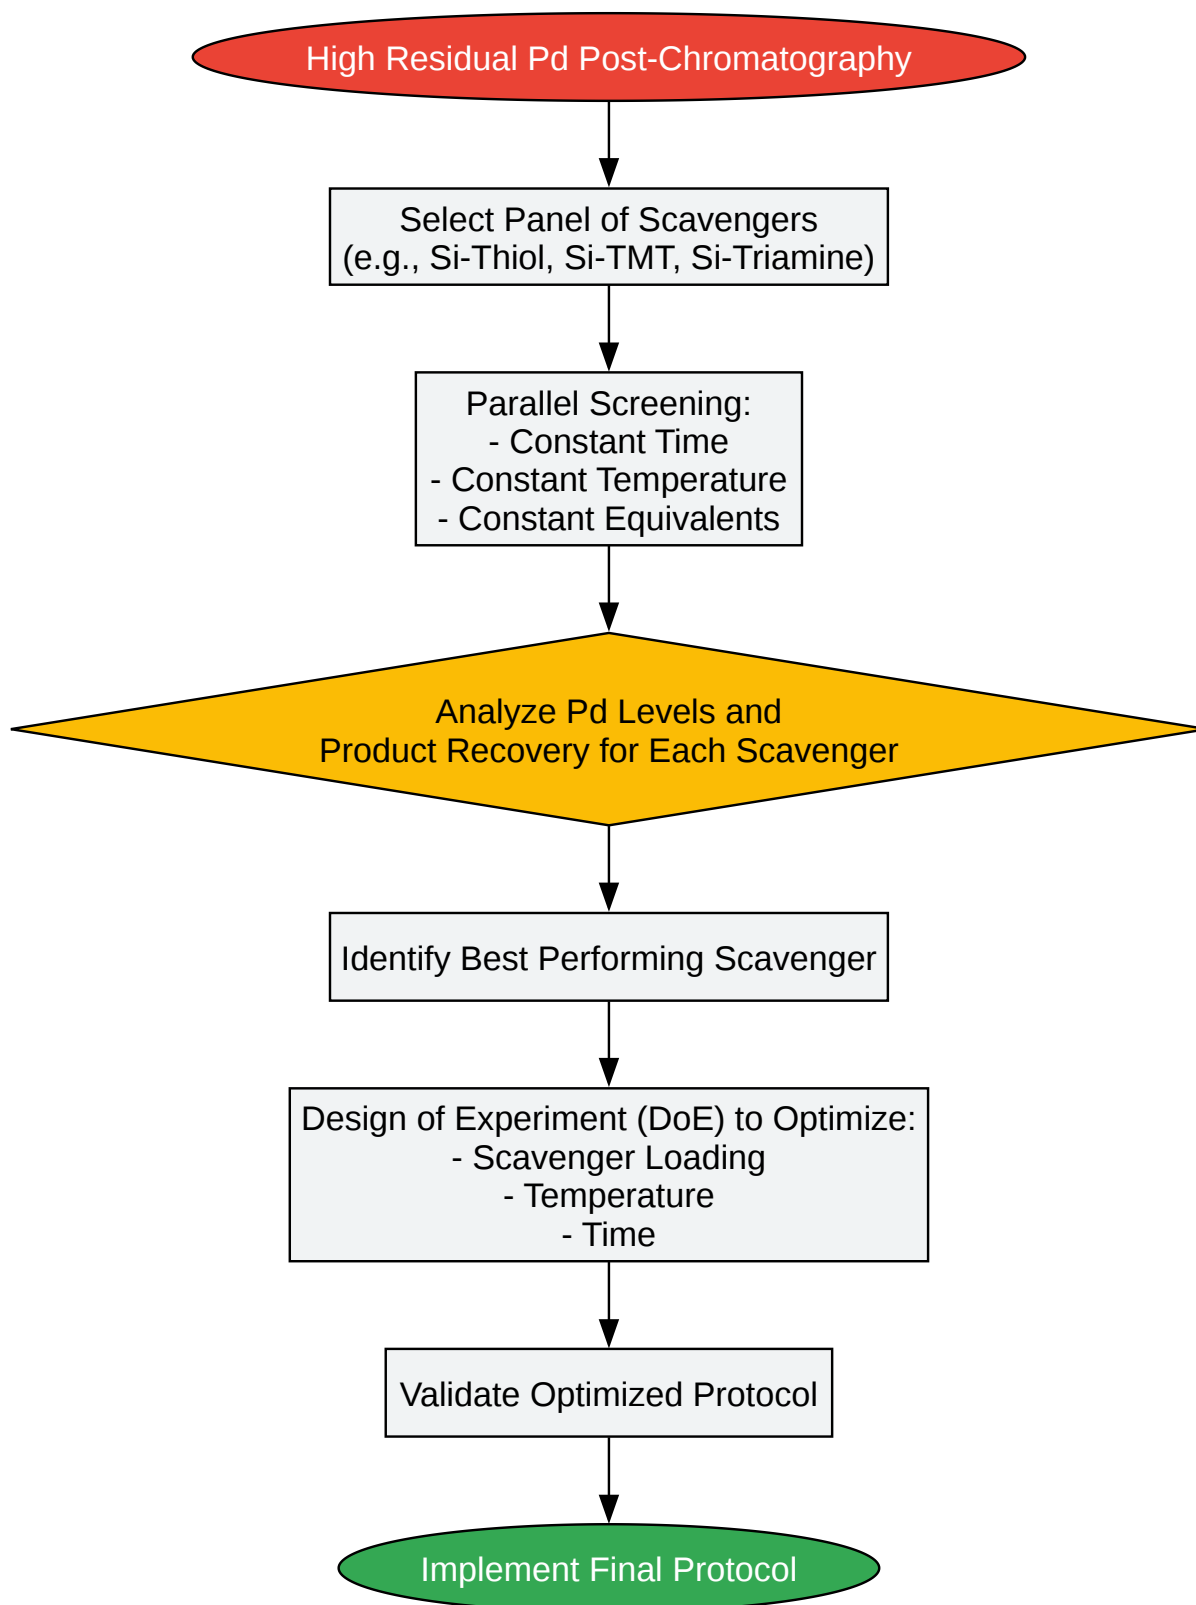 High Residual Pd Post-Chromatography
Select Panel of Scavengers
(e.g., Si-Thiol, Si-TMT, Si-Triamine)
Parallel Screening:
- Constant Time
- Constant Temperature
- Constant Equivalents
Analyze Pd Levels and
Product Recovery for Each Scavenger
Identify Best Performing Scavenger
Design of Experiment (DoE) to Optimize:
- Scavenger Loading
- Temperature
- Time
Validate Optimized Protocol
Implement Final Protocol